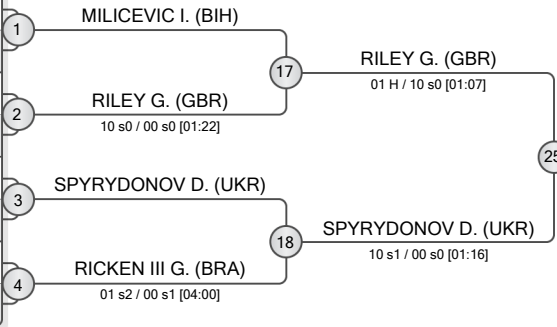 MILICEVIC I. (BIH)
1
RILEY G. (GBR)
17
RILEY G. (GBR)
01 H / 10 s0 [01:07]
2
10 s0 / 00 s0 [01:22]
25
SPYRYDONOV D. (UKR)
3
SPYRYDONOV D. (UKR)
18
10 s1 / 00 s0 [01:16]
RICKEN III G. (BRA)
4
01 s2 / 00 s1 [04:00]